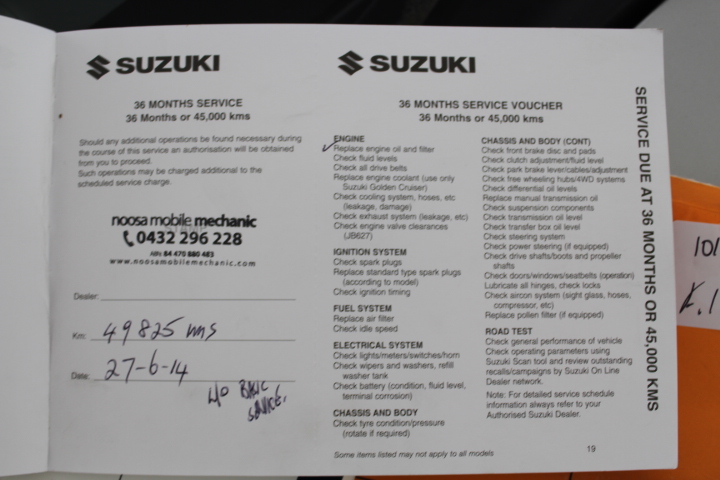 SUZUKI
36 MONTHS SERVICE
36 Months or 45,000 kms
Should any additional operations be found necessary during
the course of this service an authorisation will be obtained
from you to proceed.
Such operations may be charged additional to the
scheduled service charge.
noosa mobile mechanic
0432 296 228
ABN: 84 470 880 483
www.noosamobilemechanic.com
Dealer:
Km: 49825 kms
Date: 27-6-14
SUZUKI
36 MONTHS SERVICE VOUCHER
36 Months or 45,000 kms
ENGINE
Replace engine oil and filter
Check fluid levels
Check all drive belts
Replace engine coolant (use only
Suzuki Golden Cruiser)
Check cooling system, hoses, etc
(leakage, damage)
Check exhaust system (leakage, etc)
Check engine valve clearances
(JB627)
IGNITION SYSTEM
Check spark plugs
Replace standard type spark plugs
(according to model)
Check ignition timing
FUEL SYSTEM
Replace air filter
Check idle speed
ELECTRICAL SYSTEM
Check lights/meters/switches/horn
Check wipers and washers, refill
washer tank
Check battery (condition, fluid level,
terminal corrosion)
CHASSIS AND BODY
Check tyre condition/pressure
(rotate if required)
CHASSIS AND BODY (CONT)
Check front brake disc and pads
Check clutch adjustment/fluid level
Check park brake lever/cables/adjustment
Check free wheeling hubs/4WD systems
Check differential oil levels
Replace manual transmission oil
Check suspension components
Check transmission oil level
Check transfer box oil level
Check steering system
Check power steering (if equipped)
Check drive shafts/boots and propeller
shafts
Check doors/windows/seatbelts (operation)
Lubricate all hinges, check locks
Check aircon system (sight glass, hoses,
compressor, etc)
Replace pollen filter (if equipped)
ROAD TEST
Check general performance of vehicle
Check operating parameters using
Suzuki Scan tool and review outstanding
recalls/campaigns by Suzuki On Line
Dealer network.
Note: For detailed service schedule
information always refer to your
Authorised Suzuki Dealer.
Some items listed may not apply to all models
19
SERVICE DUE AT 36 MONTHS OR 45,000 KMS